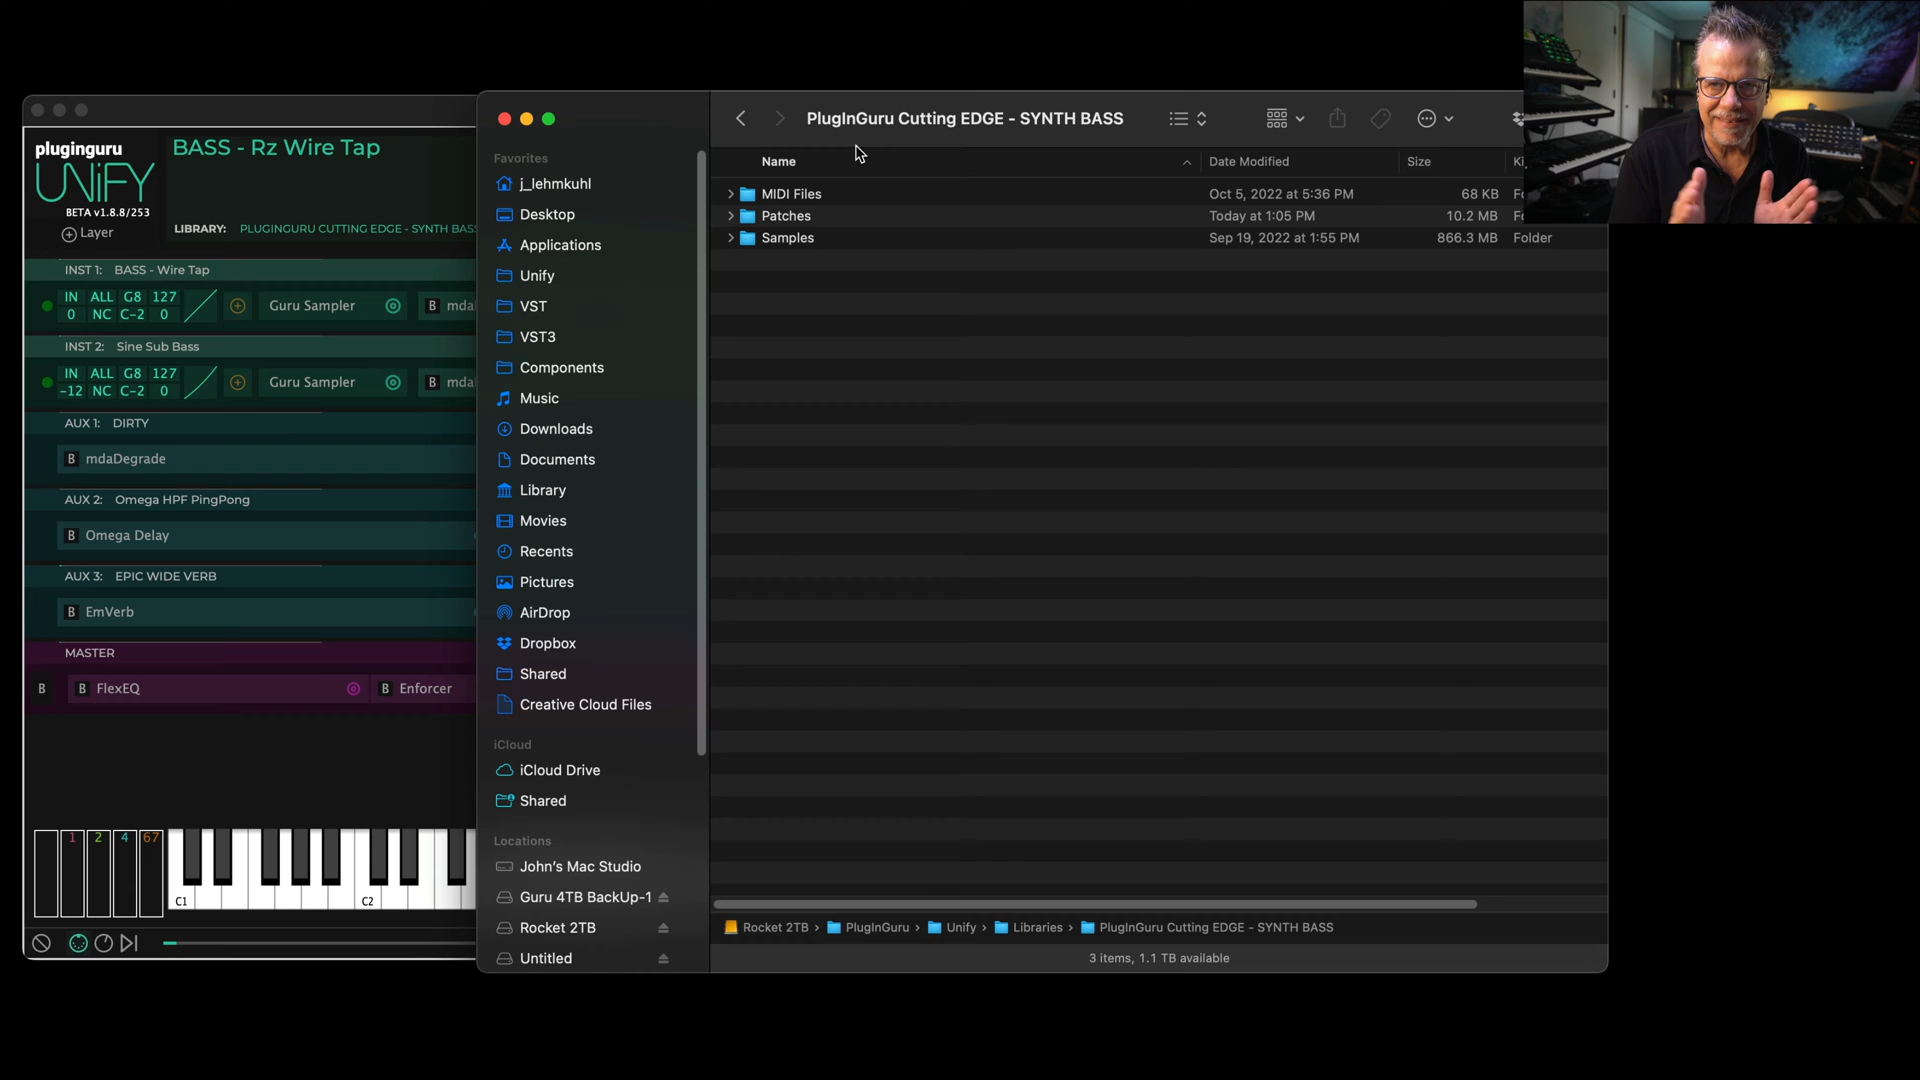 pluginguru
UNiFY
BETA v1.8.8/253
Layer
BASS - Rz Wire Tap
LIBRARY: PLUGINGURU CUTTING EDGE - SYNTH BAS
INST 1: BASS - Wire Tap
IN ALL G8 127
0 NC C-2 0
Guru Sampler
B mda
INST 2: Sine Sub Bass
IN ALL G8 127
-12 NC C-2 0
Guru Sampler
B mda
AUX 1: DIRTY
B mdaDegrade
AUX 2: Omega HPF PingPong
B Omega Delay
AUX 3: EPIC WIDE VERB
B EmVerb
MASTER
B B FlexEQ B Enforcer
1 2 4 67
C1 C2
Favorites
j_lehmkuhl
Desktop
Applications
Unify
VST
VST3
Components
Music
Downloads
Documents
Library
Movies
Recents
Pictures
AirDrop
Dropbox
Shared
Creative Cloud Files
iCloud
iCloud Drive
Shared
Locations
John's Mac Studio
Guru 4TB BackUp-1
Rocket 2TB
Untitled
PlugInGuru Cutting EDGE - SYNTH BASS
Name Date Modified Size Ki
MIDI Files Oct 5, 2022 at 5:36 PM 68 KB Fo
Patches Today at 1:05 PM 10.2 MB Fo
Samples Sep 19, 2022 at 1:55 PM 866.3 MB Folder
Rocket 2TB › PlugInGuru › Unify › Libraries › PlugInGuru Cutting EDGE - SYNTH BASS
3 items, 1.1 TB available